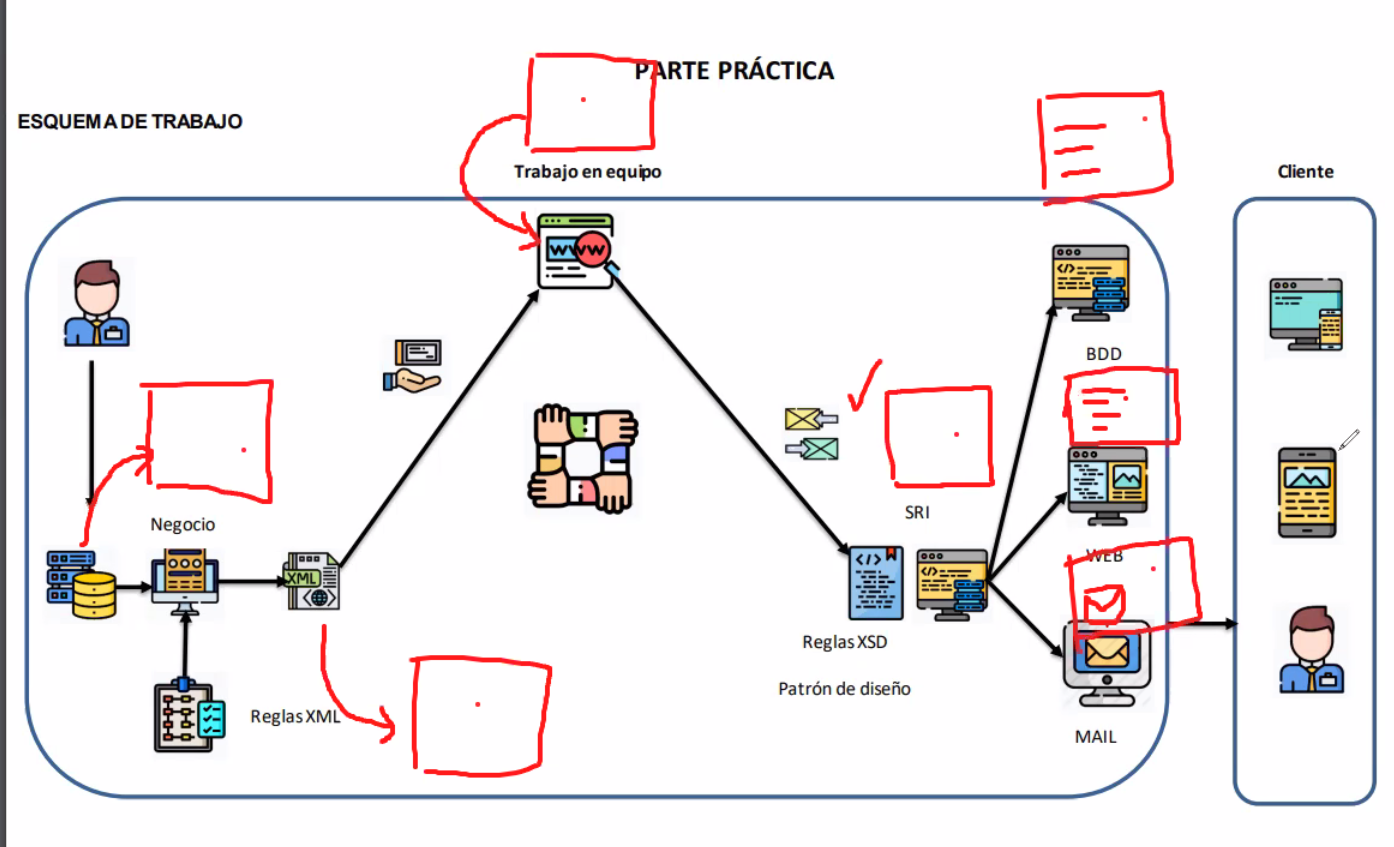 PARTE PRÁCTICA
ESQUEMA DE TRABAJO
Trabajo en equipo
Cliente
WWW
BDD
Negocio
SRI
XML
WEB
Reglas XSD
Patrón de diseño
Reglas XML
MAIL